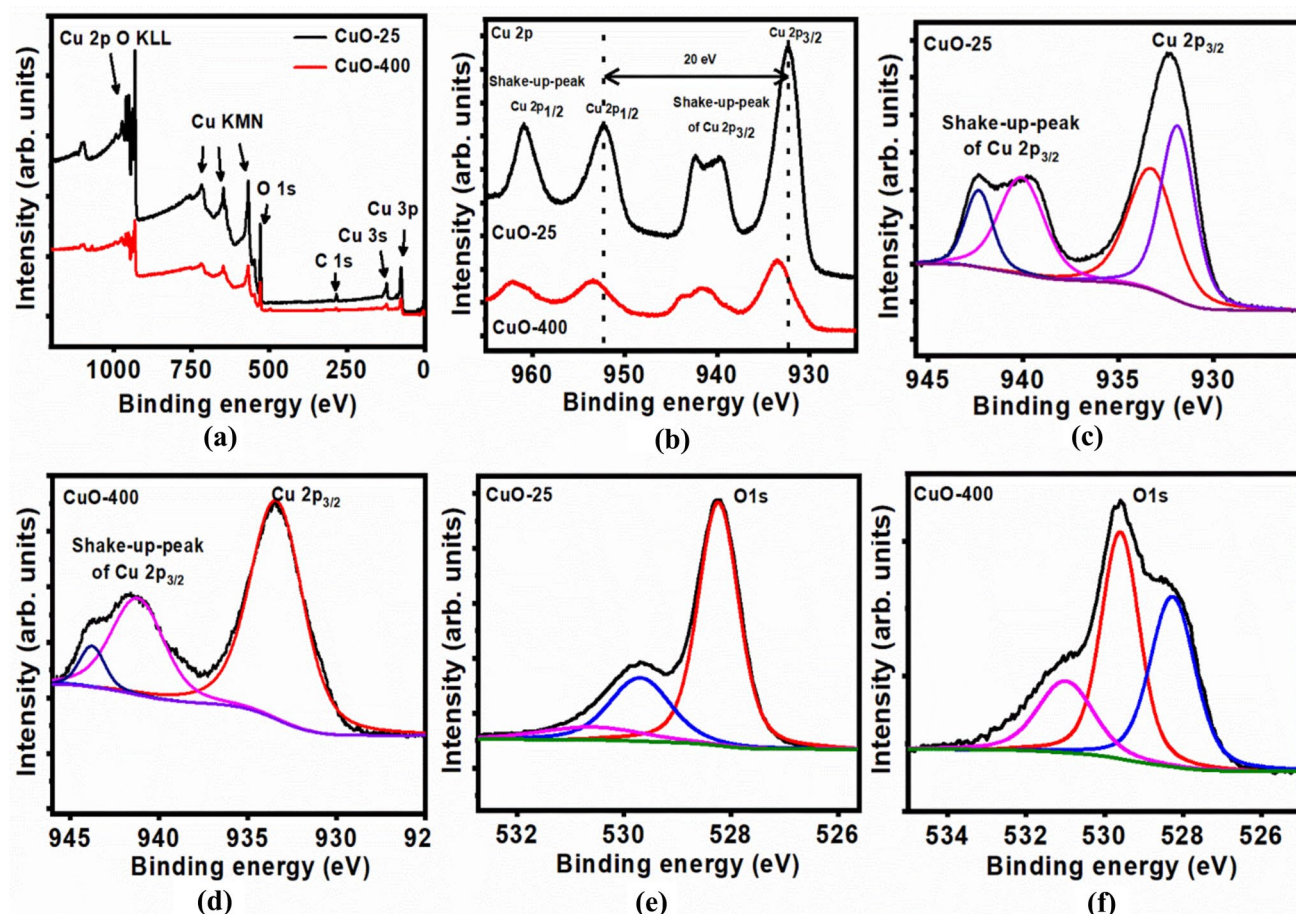 Cu 2p O KLL
CuO-25
CuO-400
Cu KMN
O 1s
Cu 3p
Cu 3s
C 1s
Intensity (arb. units)
1000 750 500 250 0
Binding energy (eV)
(a)
Cu 2p
Cu 2p3/2
20 eV
Shake-up-peak
Cu 2p1/2
Cu 2p1/2
Shake-up-peak
of Cu 2p3/2
CuO-25
CuO-400
Intensity (arb. units)
960 950 940 930
Binding energy (eV)
(b)
CuO-25
Cu 2p3/2
Shake-up-peak
of Cu 2p3/2
Intensity (arb. units)
945 940 935 930
Binding energy (eV)
(c)
CuO-400
Cu 2p3/2
Shake-up-peak
of Cu 2p3/2
Intensity (arb. units)
945 940 935 930 92
Binding energy (eV)
(d)
CuO-25
O1s
Intensity (arb. units)
532 530 528 526
Binding energy (eV)
(e)
CuO-400
O1s
Intensity (arb. units)
534 532 530 528 526
Binding energy (eV)
(f)